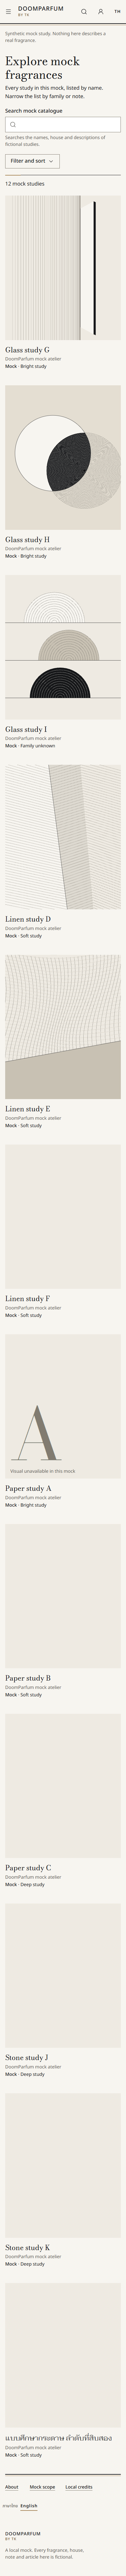 DOOMPARFUM
BY TK
TH
Synthetic mock study. Nothing here describes a
real fragrance.
Explore mock
fragrances
Every study in this mock, listed by name.
Narrow the list by family or note.
Search mock catalogue
Searches the names, house and descriptions of
fictional studies.
Filter and sort
12 mock studies
Glass study G
DoomParfum mock atelier
Mock · Bright study
Glass study H
DoomParfum mock atelier
Mock · Bright study
Glass study I
DoomParfum mock atelier
Mock · Family unknown
Linen study D
DoomParfum mock atelier
Mock · Soft study
Linen study E
DoomParfum mock atelier
Mock · Soft study
Linen study F
DoomParfum mock atelier
Mock · Soft study
A
Visual unavailable in this mock
Paper study A
DoomParfum mock atelier
Mock · Bright study
Paper study B
DoomParfum mock atelier
Mock · Soft study
Paper study C
DoomParfum mock atelier
Mock · Deep study
Stone study J
DoomParfum mock atelier
Mock · Deep study
Stone study K
DoomParfum mock atelier
Mock · Deep study
แบบศึกษากระดาษ ลำดับที่สิบสอง
DoomParfum mock atelier
Mock · Soft study
About Mock scope Local credits
ภาษาไทย English
DOOMPARFUM
BY TK
A local mock. Every fragrance, house,
note and article here is fictional.